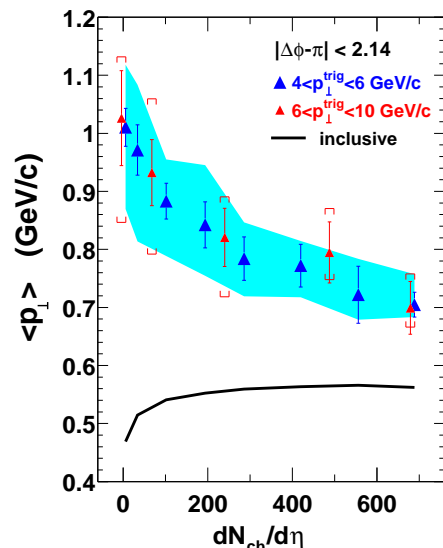 |Δϕ-π| < 2.14
4<p⊥^trig<6 GeV/c
6<p⊥^trig<10 GeV/c
inclusive
<p⊥> (GeV/c)
1.2
1.1
1
0.9
0.8
0.7
0.6
0.5
0.4
0 200 400 600
dN_ch/dη